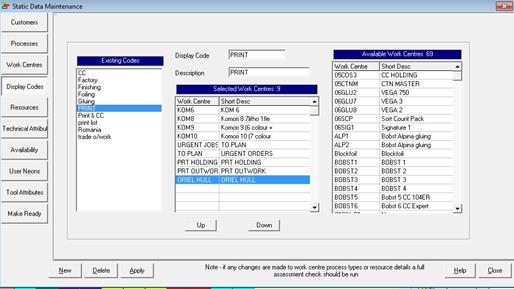 Static Data Maintenance
Customers
Processes
Work Centres
Display Codes
Resources
Technical Attribut
Availability
User Neons
Tool Attributes
Make Ready
Existing Codes
CC
Factory
Finishing
Foiling
Gluing
PRINT
Print & CC
print list
Romania
trade o/work
Display Code PRINT
Description PRINT
Selected Work Centres 9
Work Centre Short Desc
KOM6 KOM 6
KOM8 Komori 8 7litho 1fle
KOM9 Komori 9 (6 colour +
KOM10 Komori 10 (7 colour
URGENT JOBS TO PLAN
TO PLAN URGENT ORDERS
PRT HOLDING PRT HOLDING
PRT OUTWOR PRT OUTWORK
ORIEL HULL ORIEL HULL
Up Down
Available Work Centres 69
Work Centre Short Desc
05COS3 CC HOLDING
05CTNM CTN MASTER
06GLU2 VEGA 750
06GLU7 VEGA 3
06GLU8 VEGA 2
06SCP Sort Count Pack
06SIG1 Signature 1
ALP1 Bobst Alpina gluing
ALP2 Bobst Alpina gluing
Blockfoil Blockfoil
BOBST1 BOBST 1
BOBST2 BOBST 2
BOBST3 BOBST 3
BOBST4 BOBST 4
BOBST5 Bobst 5 CC 104ER
BOBST6 Bobst 6 CC Expert
New Delete Apply
Note - if any changes are made to work centre process types or resource details a full
assessment check should be run
Help Close